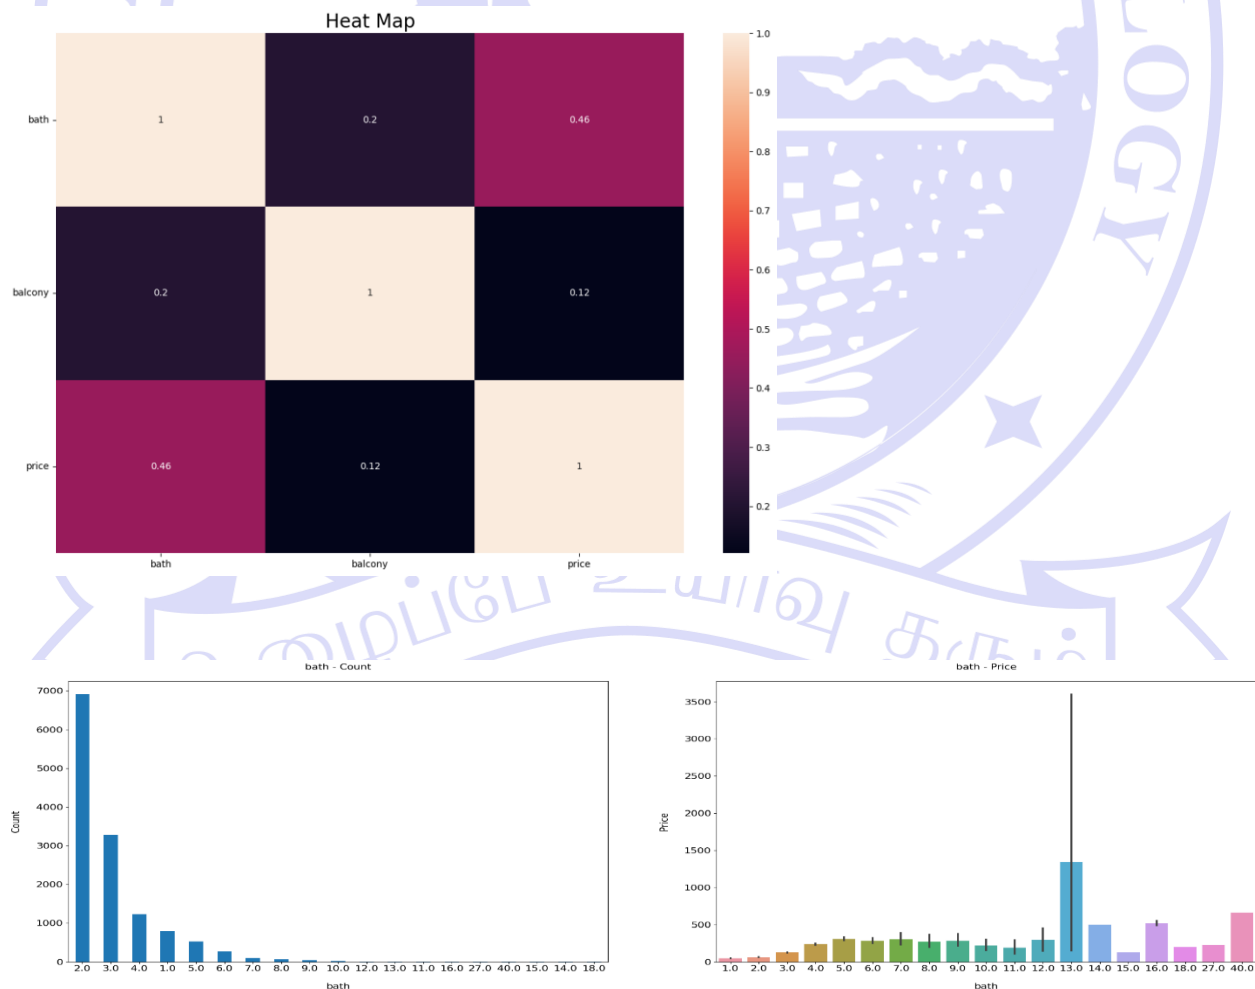 Heat Map
LOGY
1.0
0.9
0.8
0.7
0.6
0.5
0.4
0.3
0.2
bath
1
0.2
0.46
balcony
0.2
1
0.12
price
0.46
0.12
1
bath balcony price
உயர்வு தரும்
bath - Count
7000
6000
5000
4000
3000
2000
1000
0
Count
2.0 3.0 4.0 1.0 5.0 6.0 7.0 8.0 9.0 10.0 12.0 13.0 11.0 16.0 27.0 40.0 15.0 14.0 18.0
bath
bath - Price
3500
3000
2500
2000
1500
1000
500
0
Price
1.0 2.0 3.0 4.0 5.0 6.0 7.0 8.0 9.0 10.0 11.0 12.0 13.0 14.0 15.0 16.0 18.0 27.0 40.0
bath